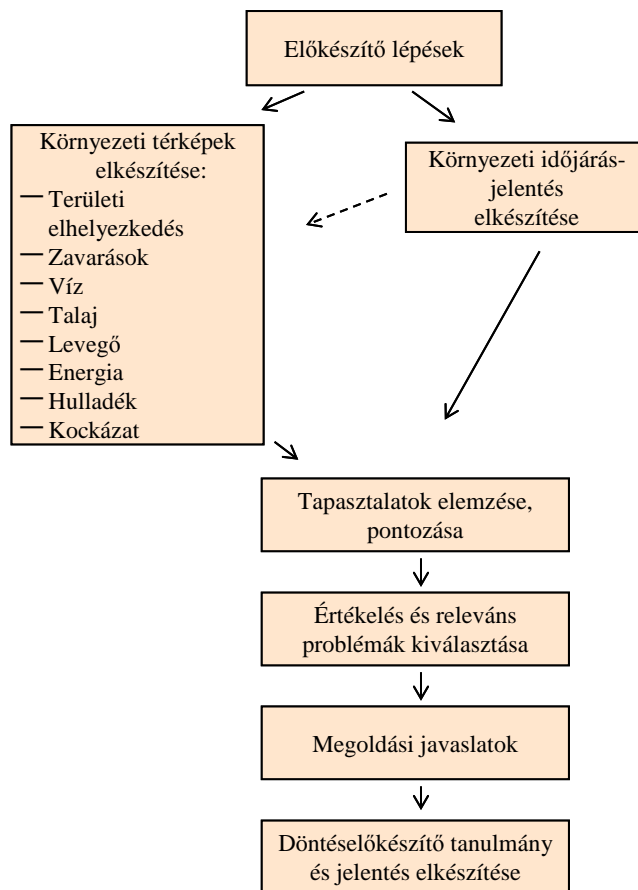 Előkészítő lépések
Környezeti térképek
elkészítése:
— Területi
elhelyezkedés
— Zavarások
— Víz
— Talaj
— Levegő
— Energia
— Hulladék
— Kockázat
Környezeti időjárás-
jelentés
elkészítése
Tapasztalatok elemzése,
pontozása
Értékelés és releváns
problémák kiválasztása
Megoldási javaslatok
Döntéselőkészítő tanulmány
és jelentés elkészítése